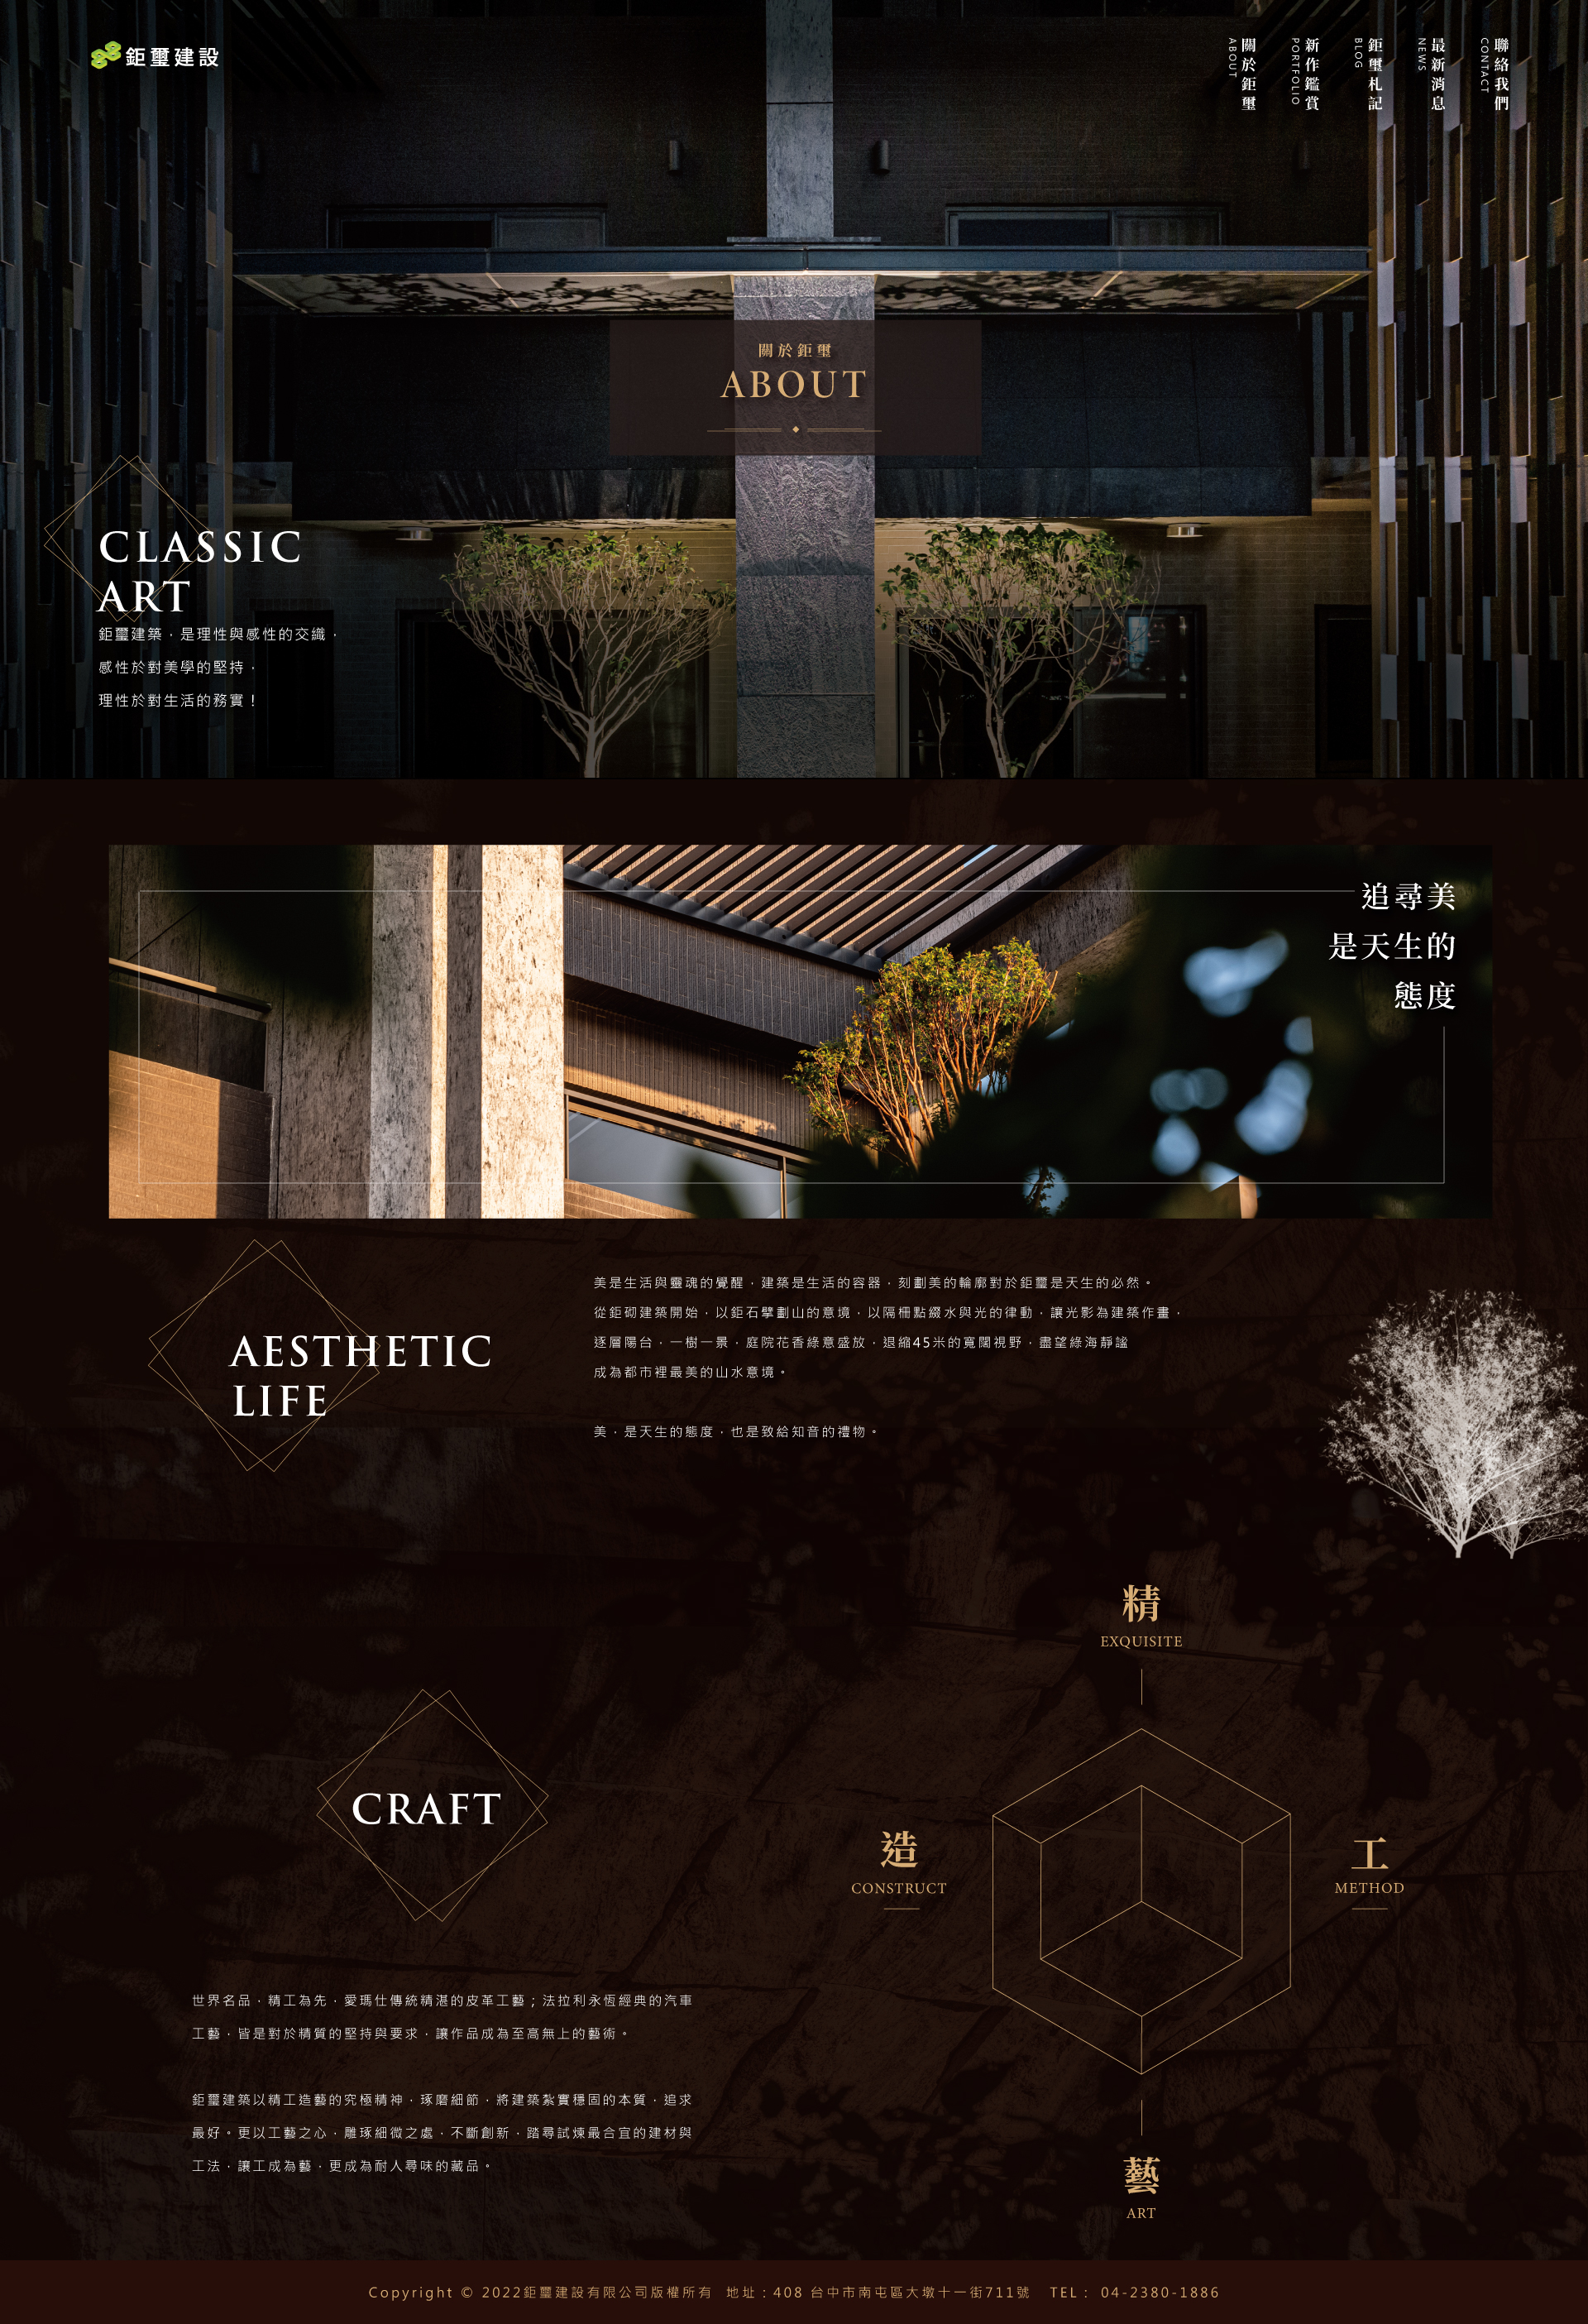 鉅璽建設
關於鉅璽
ABOUT
新作鑑賞
PORTFOLIO
鉅璽札記
BLOG
最新消息
NEWS
聯絡我們
CONTACT
關於鉅璽
ABOUT
CLASSIC
ART
鉅璽建築，是理性與感性的交織，
感性於對美學的堅持，
理性於對生活的務實！
追尋美
是天生的
態度
AESTHETIC
LIFE
美是生活與靈魂的覺醒，建築是生活的容器，刻劃美的輪廓對於鉅璽是天生的必然。
從鉅砌建築開始，以鉅石擘劃山的意境，以隔柵點綴水與光的律動，讓光影為建築作畫，
逐層陽台，一樹一景，庭院花香綠意盛放，退縮45米的寬闊視野，盡望綠海靜謐
成為都市裡最美的山水意境。
美，是天生的態度，也是致給知音的禮物。
精
EXQUISITE
CRAFT
造
CONSTRUCT
工
METHOD
世界名品，精工為先，愛瑪仕傳統精湛的皮革工藝；法拉利永恆經典的汽車
工藝，皆是對於精質的堅持與要求，讓作品成為至高無上的藝術。
鉅璽建築以精工造藝的究極精神，琢磨細節，將建築紮實穩固的本質，追求
最好。更以工藝之心，雕琢細微之處，不斷創新，踏尋試煉最合宜的建材與
工法，讓工成為藝，更成為耐人尋味的藏品。
藝
ART
Copyright © 2022鉅璽建設有限公司版權所有 地址：408 台中市南屯區大墩十一街711號 TEL： 04-2380-1886